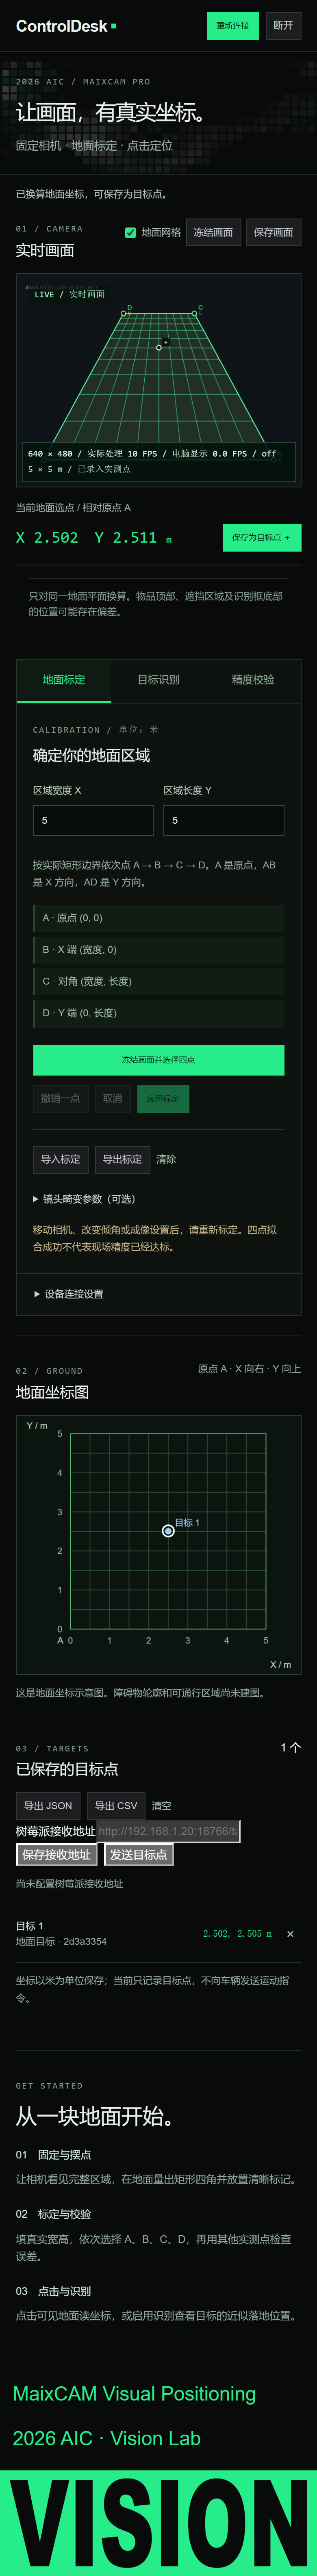 ControlDesk
重新连接 断开
2026 AIC / MAIXCAM PRO
让画面，有真实坐标。
固定相机 · 地面标定 · 点击定位
已换算地面坐标，可保存为目标点。
01 / CAMERA
实时画面
地面网格 冻结画面 保存画面
LIVE / 实时画面
D C
640 × 480 / 实际处理 10 FPS / 电脑显示 0.0 FPS / off
5 × 5 m / 已录入实测点
当前地面选点 / 相对原点 A
X 2.502 Y 2.511 m
保存为目标点 +
只对同一地面平面换算。物品顶部、遮挡区域及识别框底部
的位置可能存在偏差。
地面标定 目标识别 精度校验
CALIBRATION / 单位：米
确定你的地面区域
区域宽度 X 区域长度 Y
5 5
按实际矩形边界依次点 A → B → C → D。A 是原点，AB
是 X 方向，AD 是 Y 方向。
A · 原点 (0, 0)
B · X 端 (宽度, 0)
C · 对角 (宽度, 长度)
D · Y 端 (0, 长度)
冻结画面并选择四点
撤销一点 取消 应用标定
导入标定 导出标定 清除
▶ 镜头畸变参数（可选）
移动相机、改变倾角或成像设置后，请重新标定。四点拟
合成功不代表现场精度已经达标。
▶ 设备连接设置
02 / GROUND
地面坐标图
原点 A · X 向右 · Y 向上
Y / m
5
4
3
目标 1
2
1
0
A 0 1 2 3 4 5
X / m
这是地面坐标示意图。障碍物轮廓和可通行区域尚未建图。
03 / TARGETS
已保存的目标点
1 个
导出 JSON 导出 CSV 清空
树莓派接收地址 http://192.168.1.20:18766/t
保存接收地址 发送目标点
尚未配置树莓派接收地址
目标 1
地面目标 · 2d3a3354
2.502, 2.505 m ×
坐标以米为单位保存；当前只记录目标点，不向车辆发送运动指
令。
GET STARTED
从一块地面开始。
01 固定与摆点
让相机看见完整区域，在地面量出矩形四角并放置清晰标记。
02 标定与校验
填真实宽高，依次选择 A、B、C、D，再用其他实测点检查
误差。
03 点击与识别
点击可见地面读坐标，或启用识别查看目标的近似落地位置。
MaixCAM Visual Positioning
2026 AIC · Vision Lab
VISION